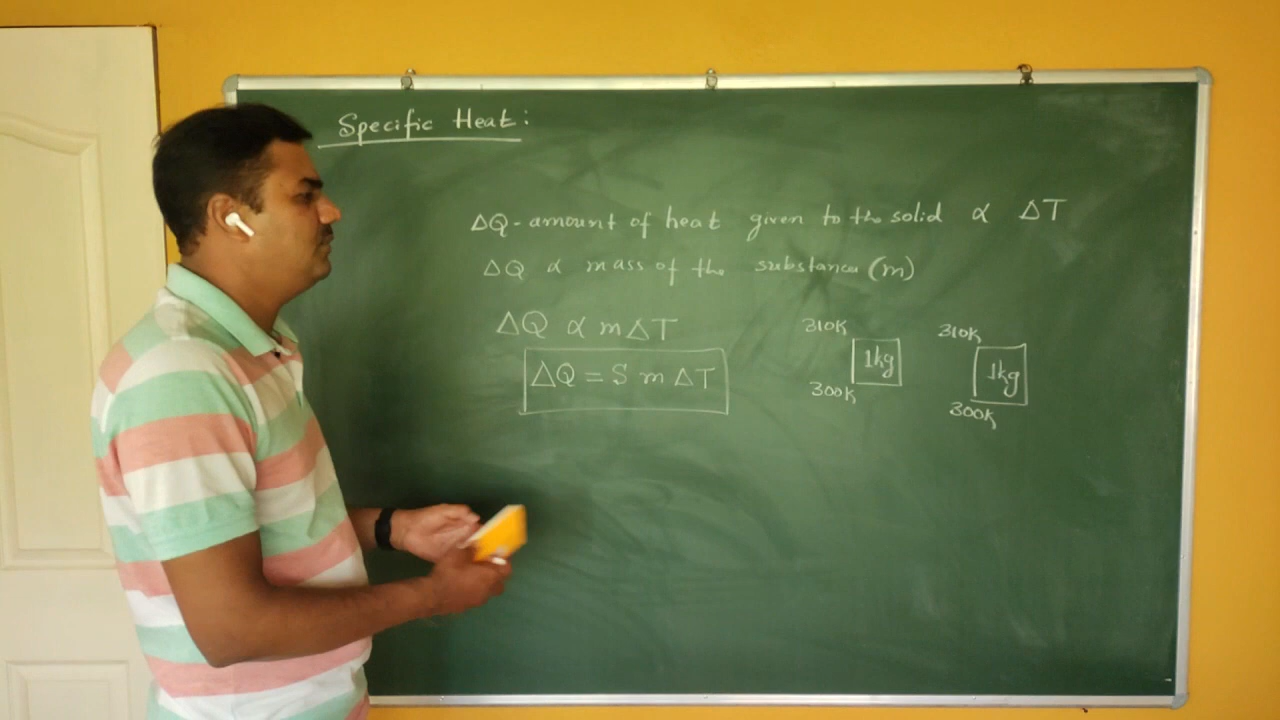 Specific Heat:
ΔQ - amount of heat given to the solid ∝ ΔT
ΔQ ∝ mass of the substance (m)
ΔQ ∝ m ΔT
ΔQ = S m ΔT
310K
1kg
300K
310K
1kg
300K